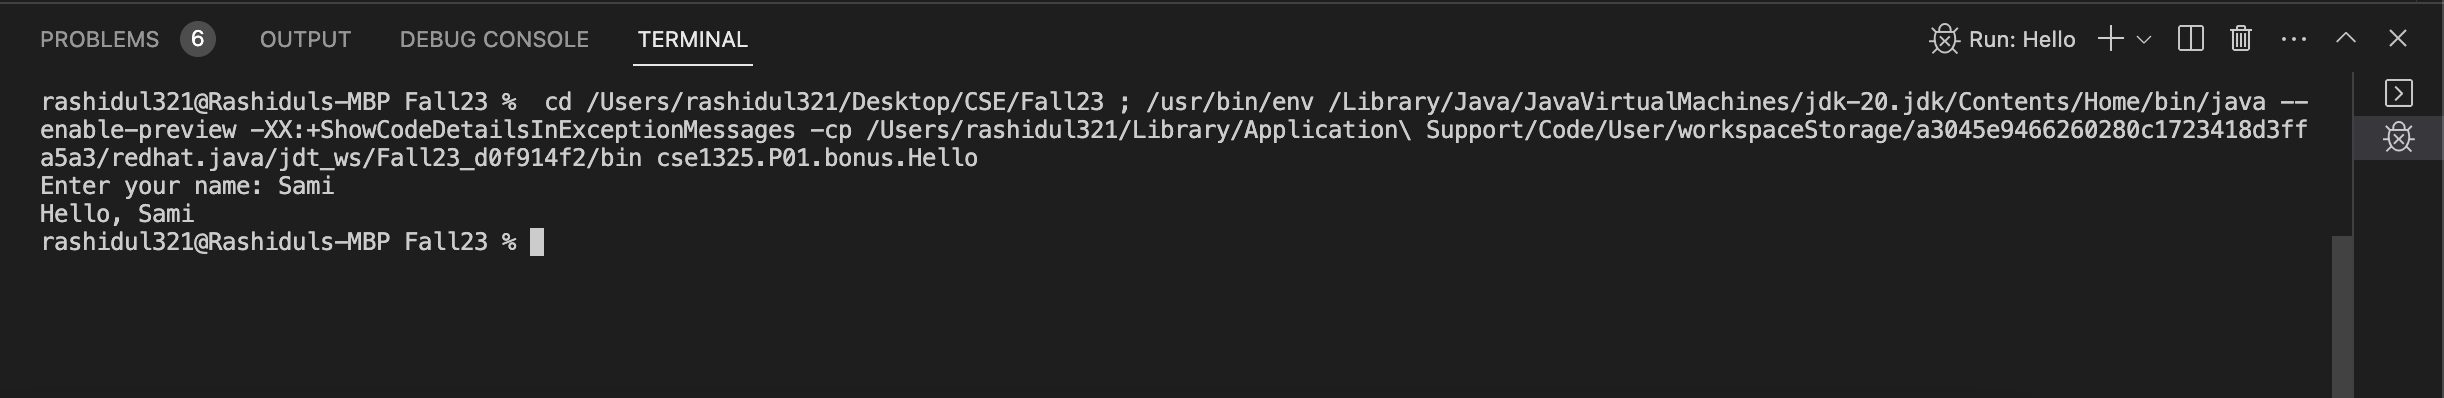 PROBLEMS 6 OUTPUT DEBUG CONSOLE TERMINAL Run: Hello
rashidul321@Rashiduls-MBP Fall23 %  cd /Users/rashidul321/Desktop/CSE/Fall23 ; /usr/bin/env /Library/Java/JavaVirtualMachines/jdk-20.jdk/Contents/Home/bin/java --
enable-preview -XX:+ShowCodeDetailsInExceptionMessages -cp /Users/rashidul321/Library/Application\ Support/Code/User/workspaceStorage/a3045e9466260280c1723418d3ff
a5a3/redhat.java/jdt_ws/Fall23_d0f914f2/bin cse1325.P01.bonus.Hello
Enter your name: Sami
Hello, Sami
rashidul321@Rashiduls-MBP Fall23 %